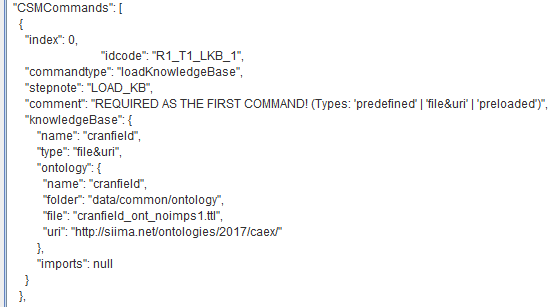 "CSMCommands": [
{
"index": 0,
"idcode": "R1_T1_LKB_1",
"commandtype": "loadKnowledgeBase",
"stepnote": "LOAD_KB",
"comment": "REQUIRED AS THE FIRST COMMAND! (Types: 'predefined' | 'file&uri' | 'preloaded')",
"knowledgeBase": {
"name": "cranfield",
"type": "file&uri",
"ontology": {
"name": "cranfield",
"folder": "data/common/ontology",
"file": "cranfield_ont_noimps1.ttl",
"uri": "http://siima.net/ontologies/2017/caex/"
},
"imports": null
}
},